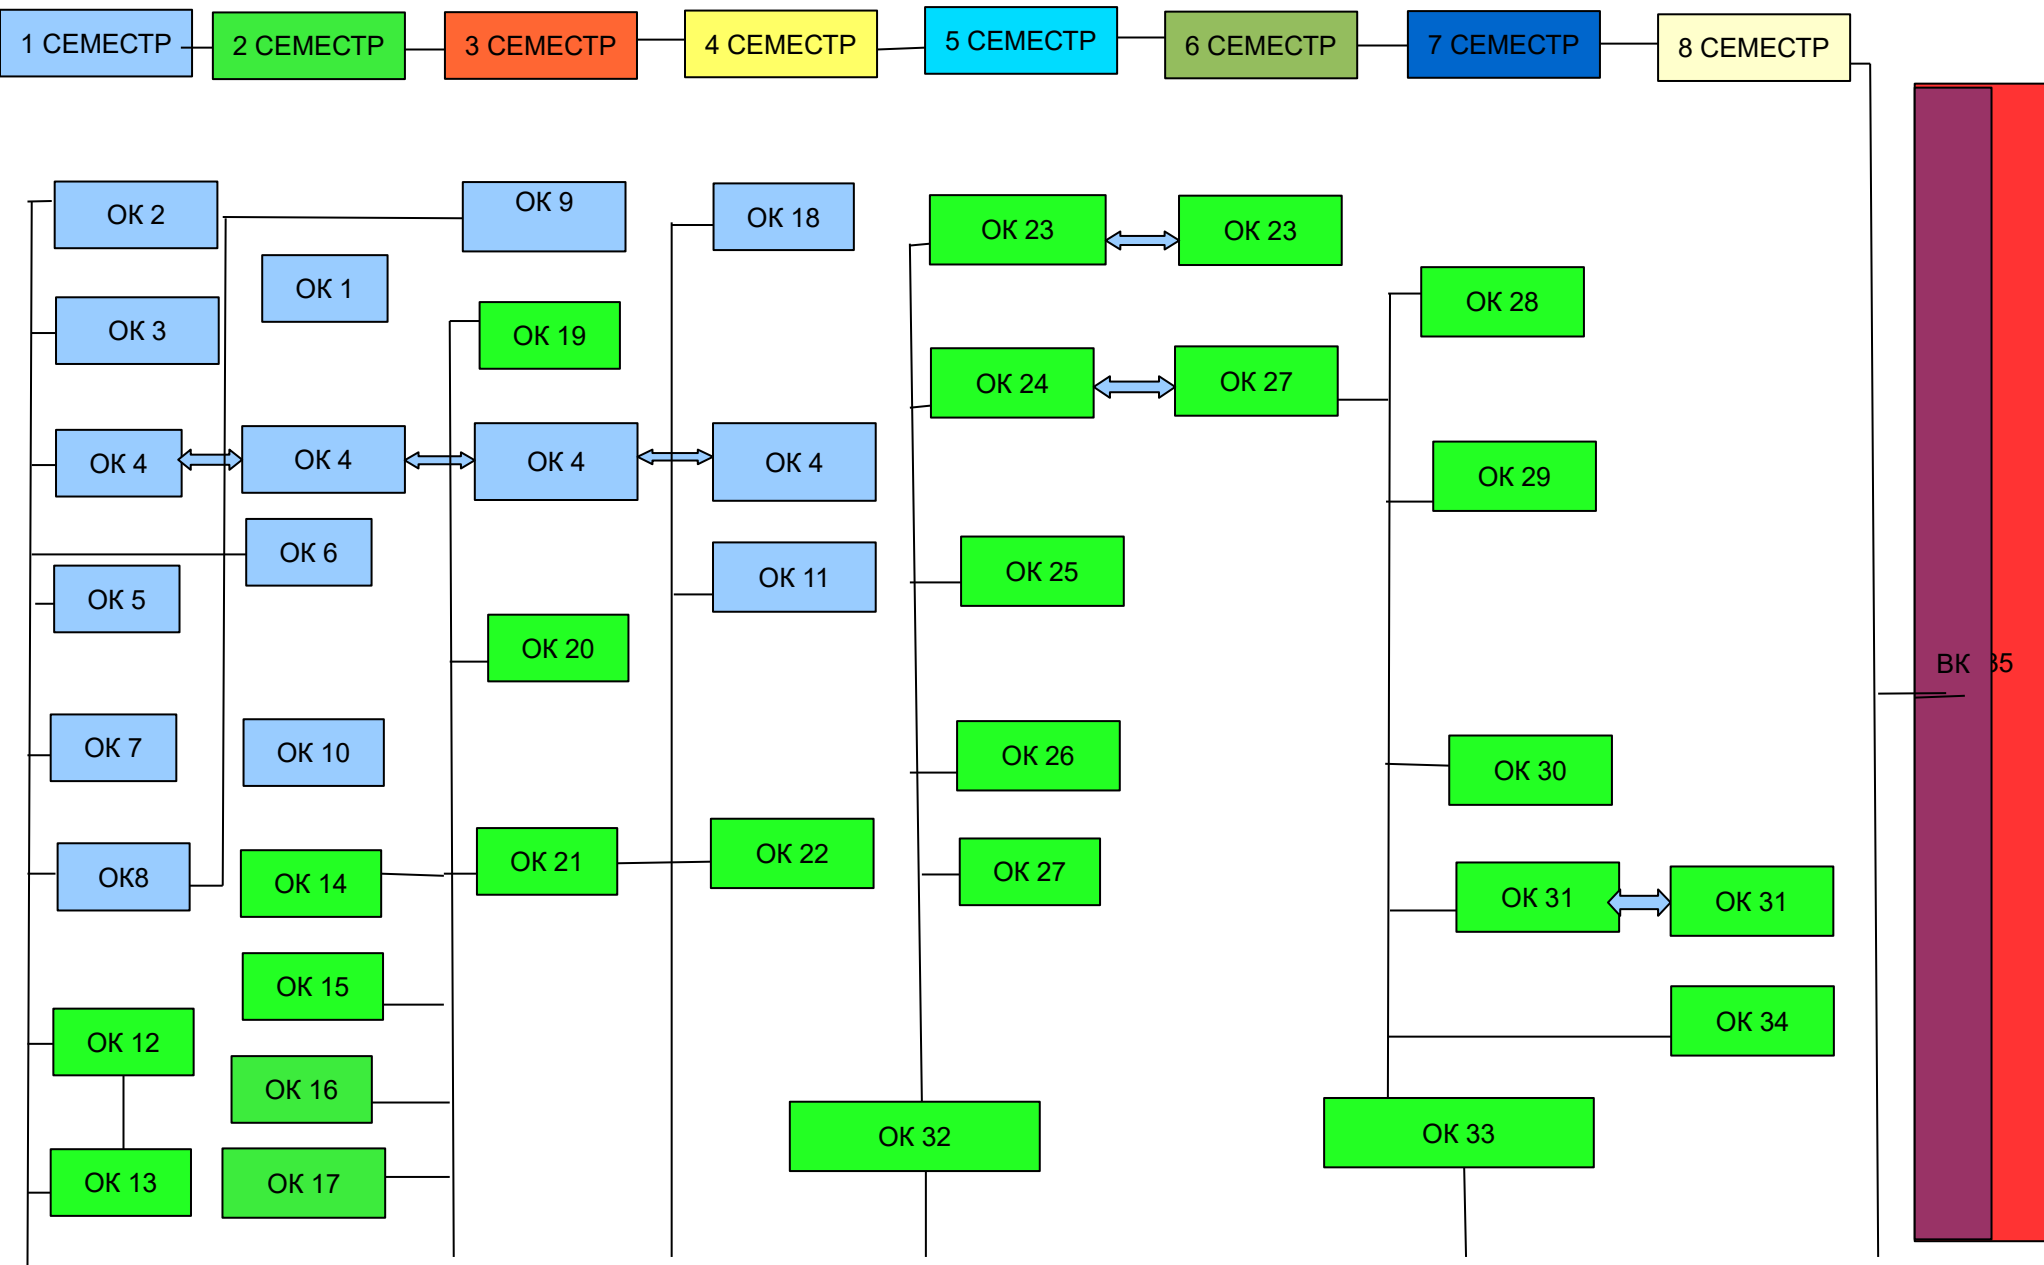 1 СЕМЕСТР
2 СЕМЕСТР
3 СЕМЕСТР
4 СЕМЕСТР
5 СЕМЕСТР
6 СЕМЕСТР
7 СЕМЕСТР
8 СЕМЕСТР
ОК 2
ОК 9
ОК 18
ОК 23
ОК 23
ОК 1
ОК 28
ОК 3
ОК 19
ОК 24
ОК 27
ОК 4
ОК 4
ОК 4
ОК 4
ОК 29
ОК 6
ОК 11
ОК 25
ОК 5
ОК 20
ВК
35
ОК 7
ОК 10
ОК 26
ОК 30
ОК8
ОК 14
ОК 21
ОК 22
ОК 27
ОК 31
ОК 31
ОК 15
ОК 34
ОК 12
ОК 16
ОК 32
ОК 33
ОК 13
ОК 17